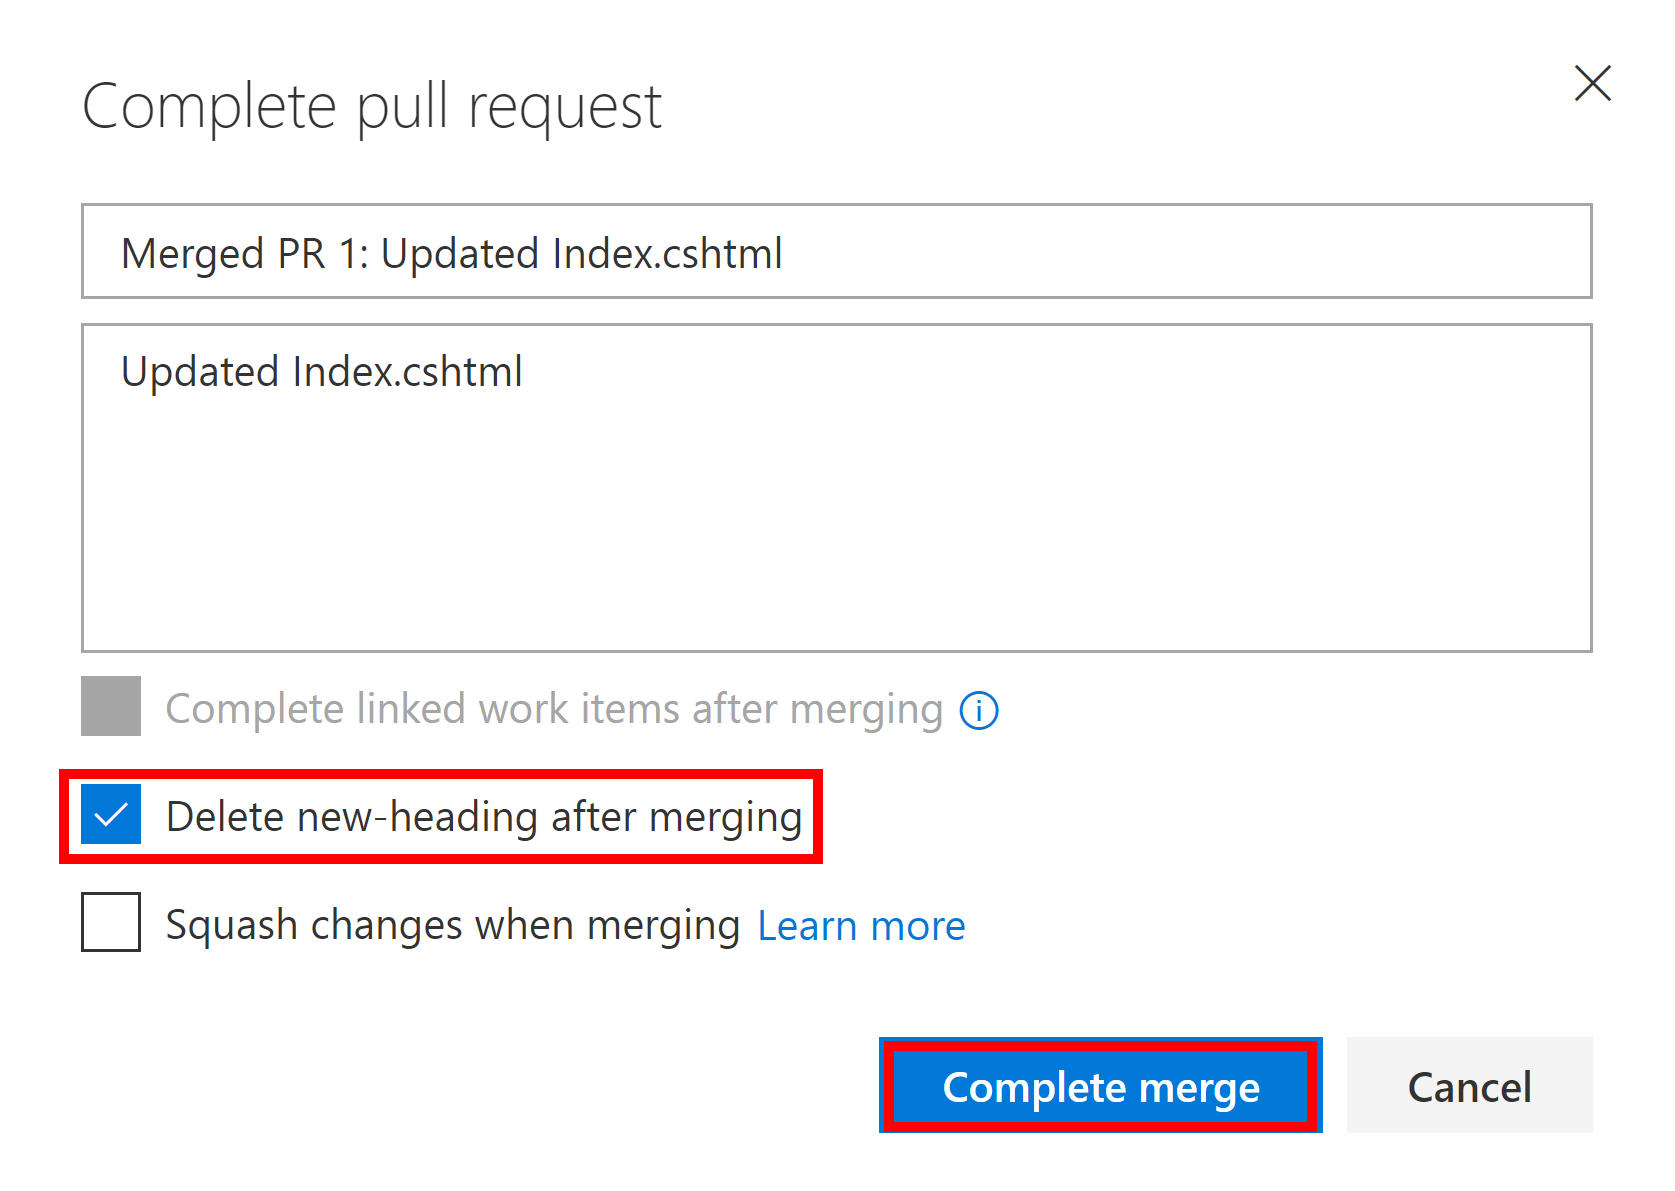 Complete pull request
Merged PR 1: Updated Index.cshtml
Updated Index.cshtml
Complete linked work items after merging
Delete new-heading after merging
Squash changes when merging Learn more
Complete merge Cancel